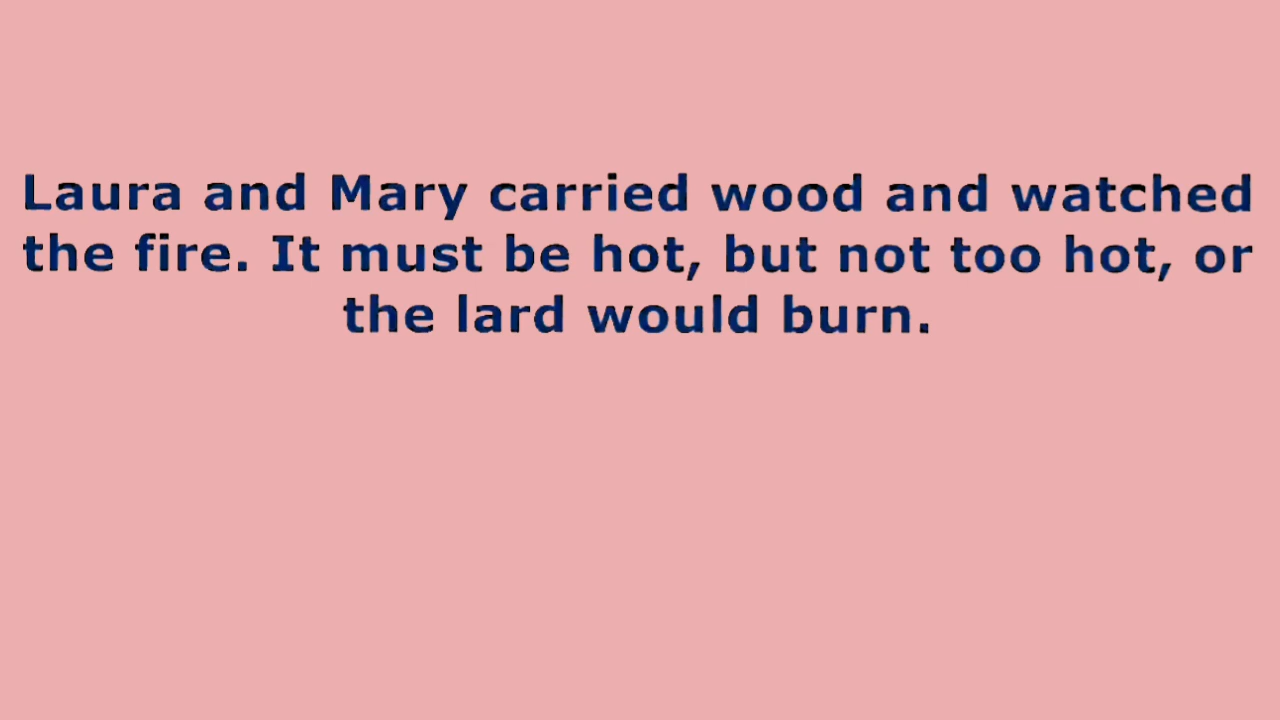 Laura and Mary carried wood and watched
the fire. It must be hot, but not too hot, or
the lard would burn.